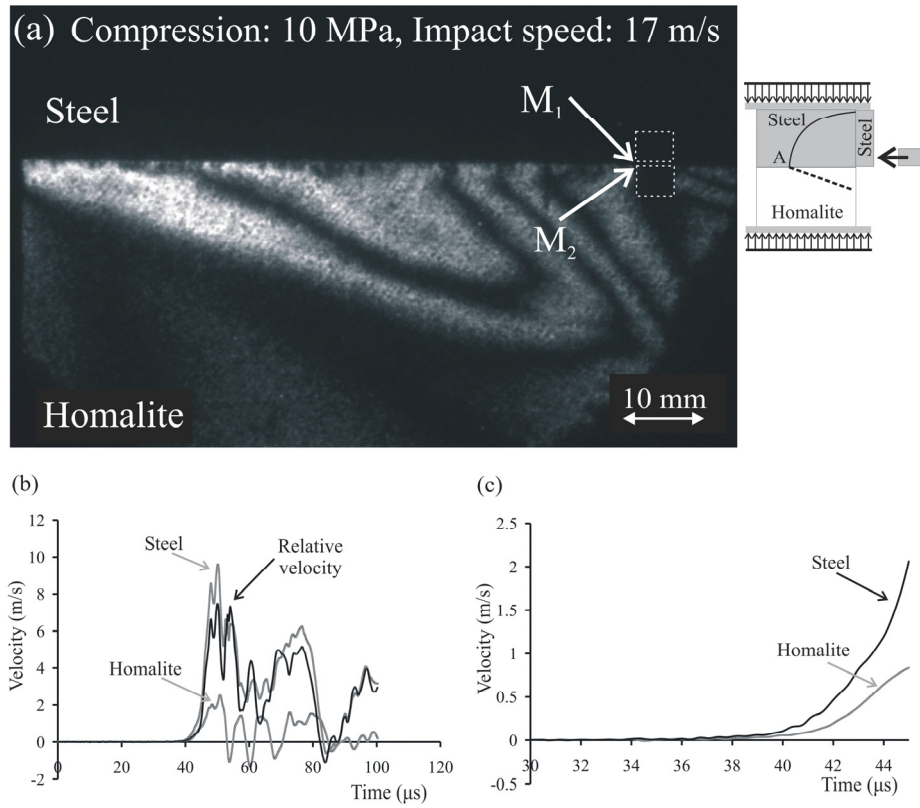 (a) Compression: 10 MPa, Impact speed: 17 m/s
Steel
M1
M2
Homalite
10 mm
Steel
Steel
A
Homalite
(b)
12
10
8
6
4
2
0
-2
0
20
40
60
80
100
120
Velocity (m/s)
Time (μs)
Steel
Relative
velocity
Homalite
(c)
2.5
2
1.5
1
0.5
0
-0.5
30
32
34
36
38
40
42
44
Velocity (m/s)
Time (μs)
Steel
Homalite